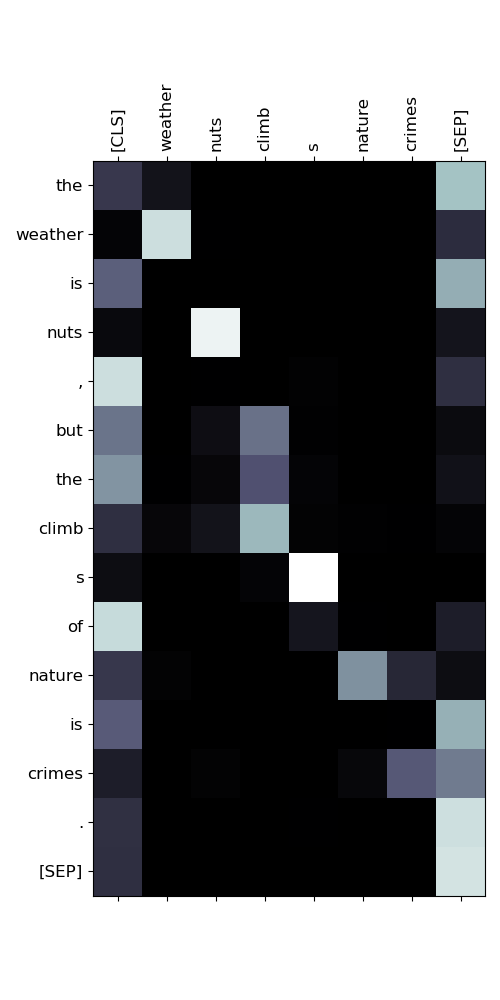 [CLS] weather nuts climb s nature crimes [SEP]
the
weather
is
nuts
,
but
the
climb
s
of
nature
is
crimes
.
[SEP]